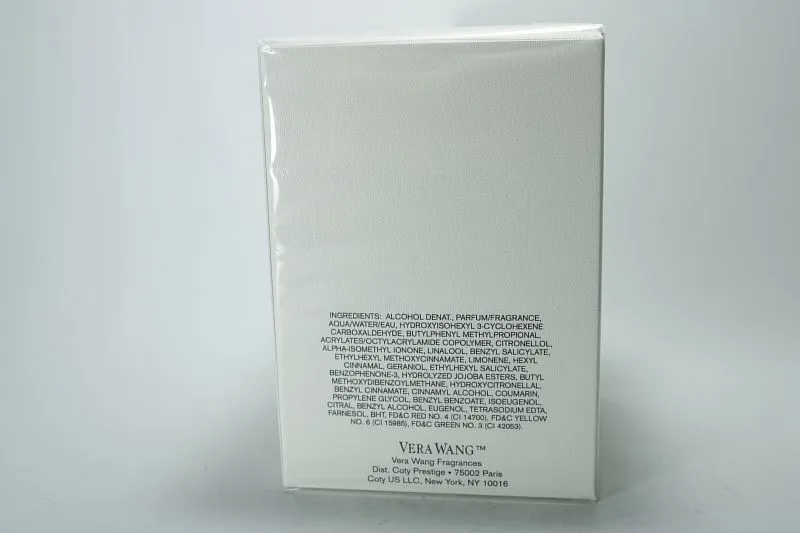 INGREDIENTS: ALCOHOL DENAT., PARFUM/FRAGRANCE,
AQUA/WATER/EAU, HYDROXYISOHEXYL 3-CYCLOHEXENE
CARBOXALDEHYDE, BUTYLPHENYL METHYLPROPIONAL,
ACRYLATES/OCTYLACRYLAMIDE COPOLYMER, CITRONELLOL,
ALPHA-ISOMETHYL IONONE, LINALOOL, BENZYL SALICYLATE,
ETHYLHEXYL METHOXYCINNAMATE, LIMONENE, HEXYL
CINNAMAL, GERANIOL, ETHYLHEXYL SALICYLATE,
BENZOPHENONE-3, HYDROLYZED JOJOBA ESTERS, BUTYL
METHOXYDIBENZOYLMETHANE, HYDROXYCITRONELLAL,
BENZYL CINNAMATE, CINNAMYL ALCOHOL, COUMARIN,
PROPYLENE GLYCOL, BENZYL BENZOATE, ISOEUGENOL,
CITRAL, BENZYL ALCOHOL, EUGENOL, TETRASODIUM EDTA,
FARNESOL, BHT, FD&C RED NO. 4 (CI 14700), FD&C YELLOW
NO. 6 (CI 15985), FD&C GREEN NO. 3 (CI 42053).
VERA WANG™
Vera Wang Fragrances
Dist. Coty Prestige • 75002 Paris
Coty US LLC, New York, NY 10016